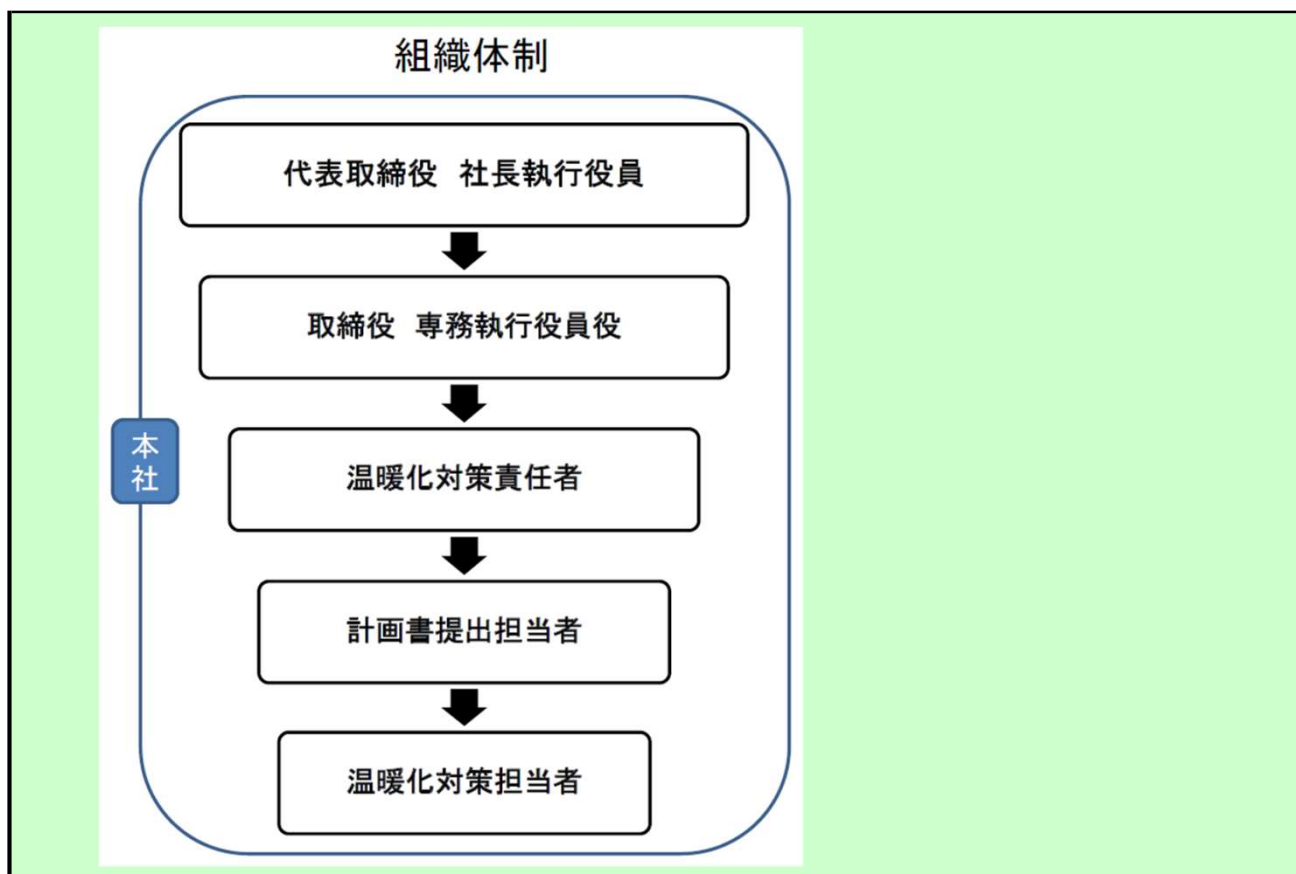 組織体制
代表取締役 社長執行役員
取締役 専務執行役員役
本
社
温暖化対策責任者
計画書提出担当者
温暖化対策担当者